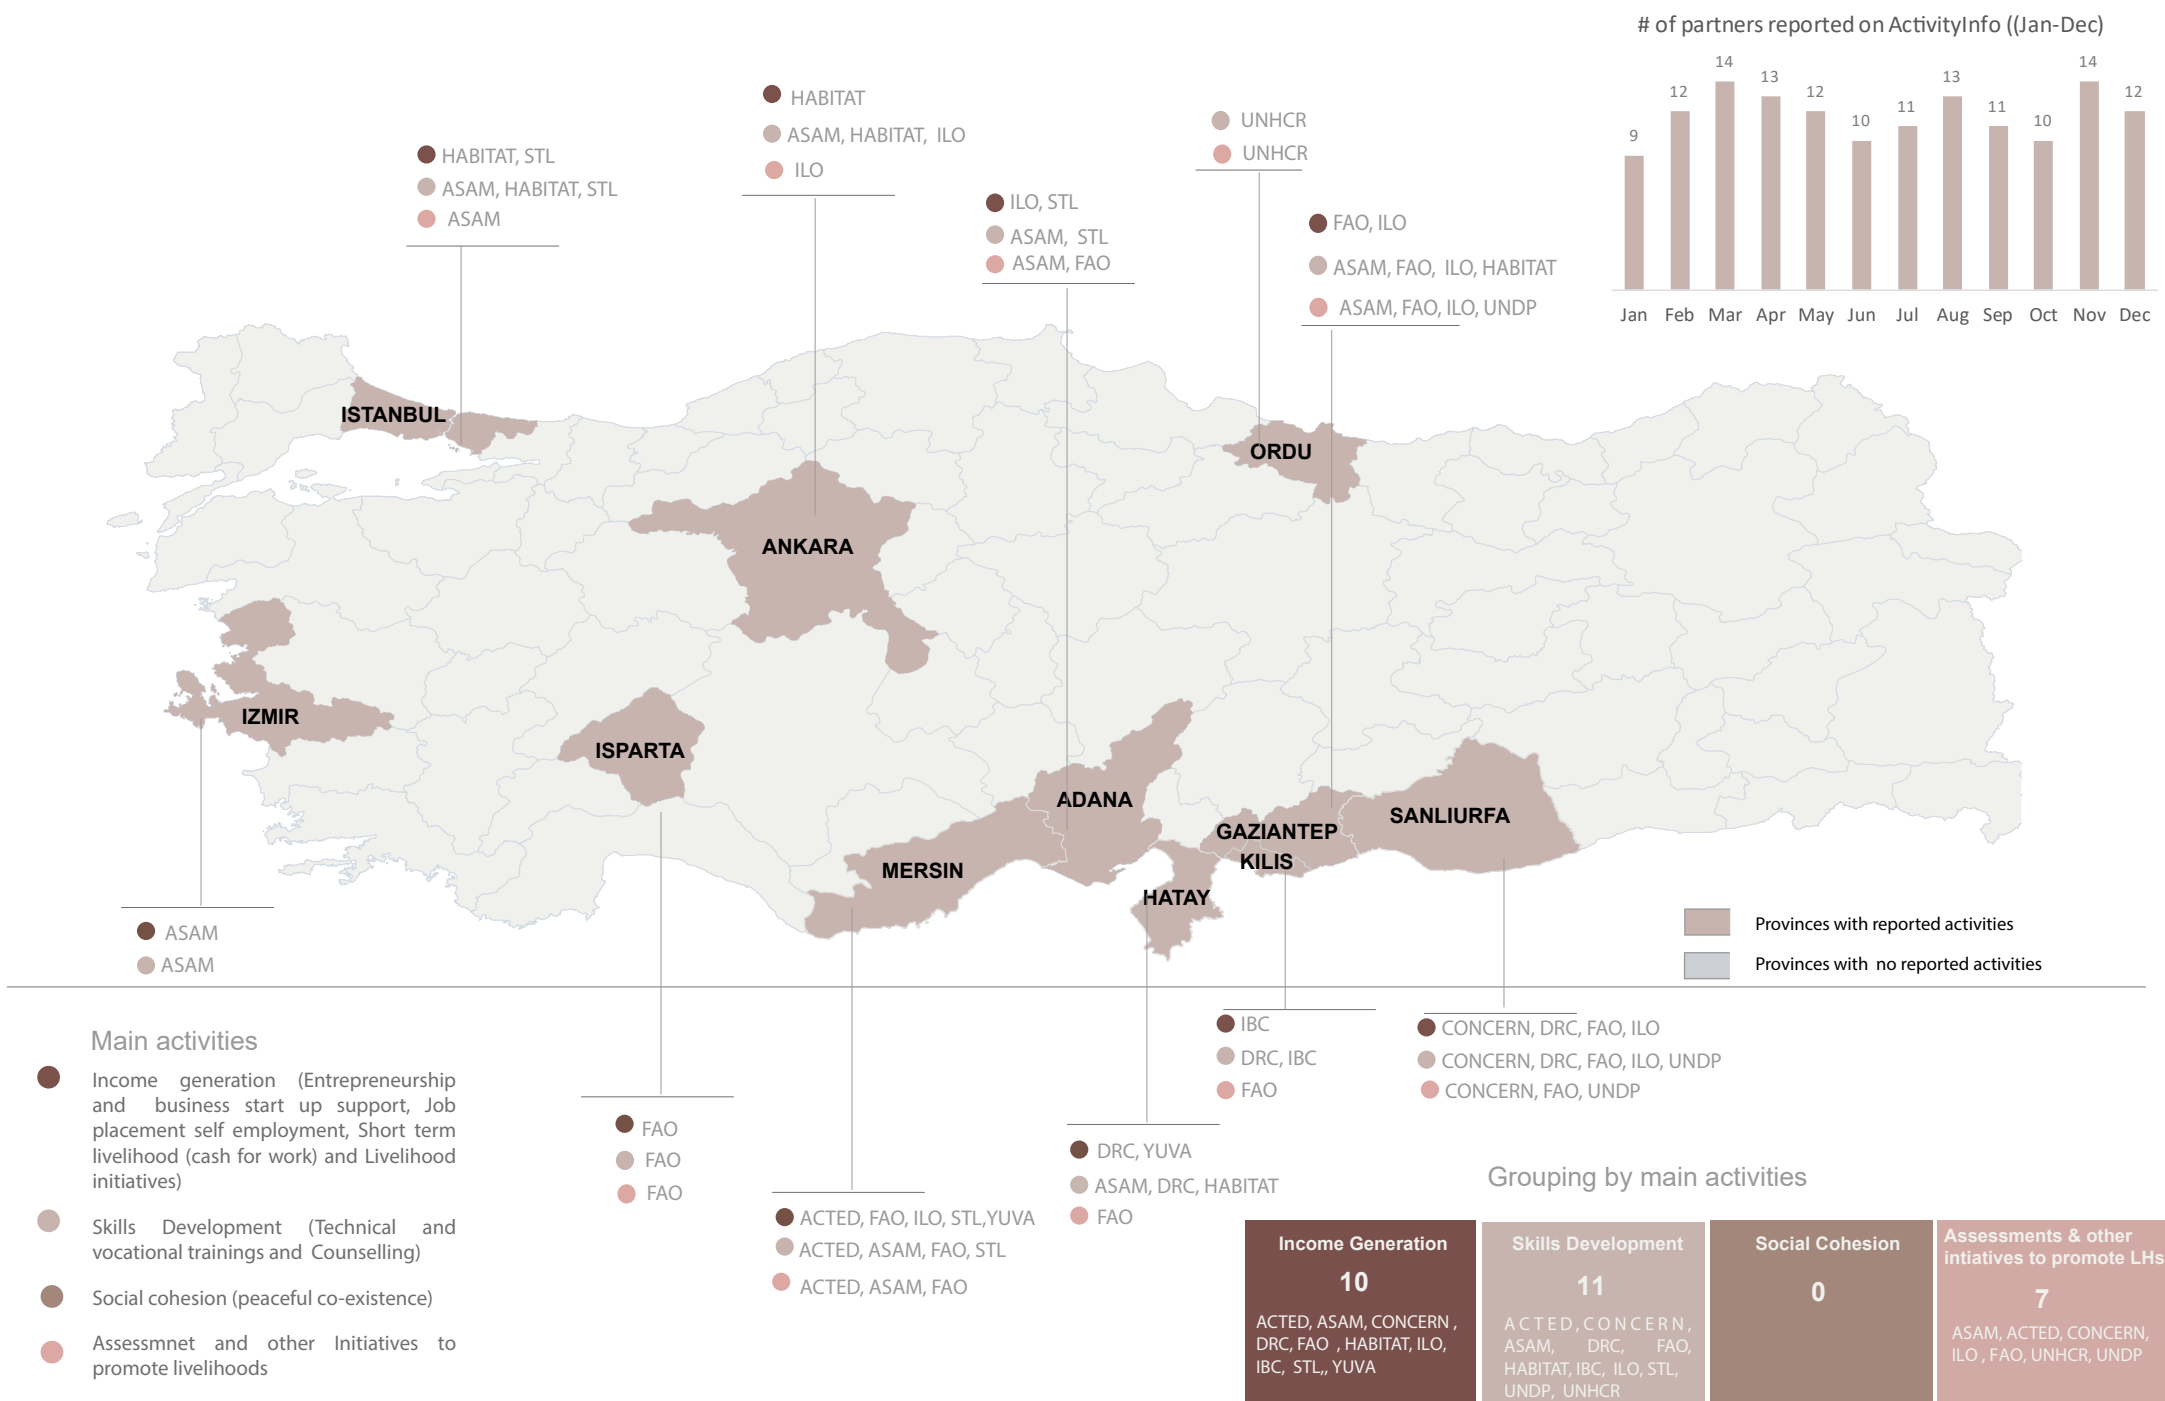 # of partners reported on ActivityInfo ((Jan-Dec)
9
12
14
13
12
10
11
13
11
10
14
12
Jan
Feb
Mar
Apr
May
Jun
Jul
Aug
Sep
Oct
Nov
Dec
HABITAT
ASAM, HABITAT, ILO
ILO
HABITAT, STL
ASAM, HABITAT, STL
ASAM
UNHCR
UNHCR
ILO, STL
ASAM, STL
ASAM, FAO
FAO, ILO
ASAM, FAO, ILO, HABITAT
ASAM, FAO, ILO, UNDP
ISTANBUL
ORDU
ANKARA
IZMIR
ISPARTA
ADANA
MERSIN
GAZIANTEP
KILIS
SANLIURFA
HATAY
Provinces with reported activities
Provinces with no reported activities
ASAM
ASAM
FAO
FAO
FAO
ACTED, FAO, ILO, STL,YUVA
ACTED, ASAM, FAO, STL
ACTED, ASAM, FAO
DRC, YUVA
ASAM, DRC, HABITAT
FAO
IBC
DRC, IBC
FAO
CONCERN, DRC, FAO, ILO
CONCERN, DRC, FAO, ILO, UNDP
CONCERN, FAO, UNDP
Main activities
Income generation (Entrepreneurship
and business start up support, Job
placement self employment, Short term
livelihood (cash for work) and Livelihood
initiatives)
Skills Development (Technical and
vocational trainings and Counselling)
Social cohesion (peaceful co-existence)
Assessmnet and other Initiatives to
promote livelihoods
Grouping by main activities
Income Generation
10
ACTED, ASAM, CONCERN ,
DRC, FAO , HABITAT, ILO,
IBC, STL,, YUVA
Skills Development
11
ACTED,CONCERN,
ASAM, DRC, FAO,
HABITAT, IBC, ILO, STL,
UNDP, UNHCR
Social Cohesion
0
Assessments & other
intiatives to promote LHs
7
ASAM, ACTED, CONCERN,
ILO , FAO, UNHCR, UNDP